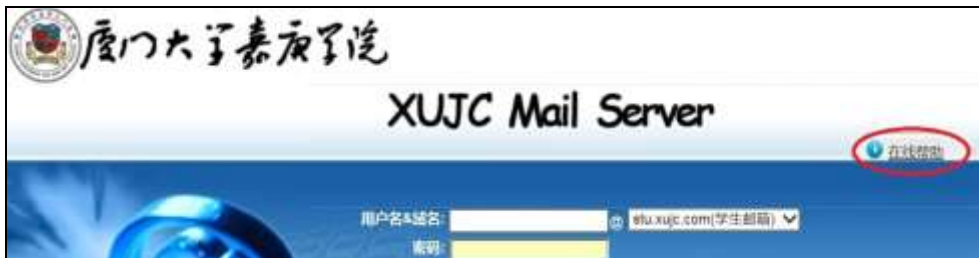 厦门大学嘉庚学院
XUJC Mail Server
在线帮助
用户名&域名: @ stu.xujc.com(学生邮箱)
密码: